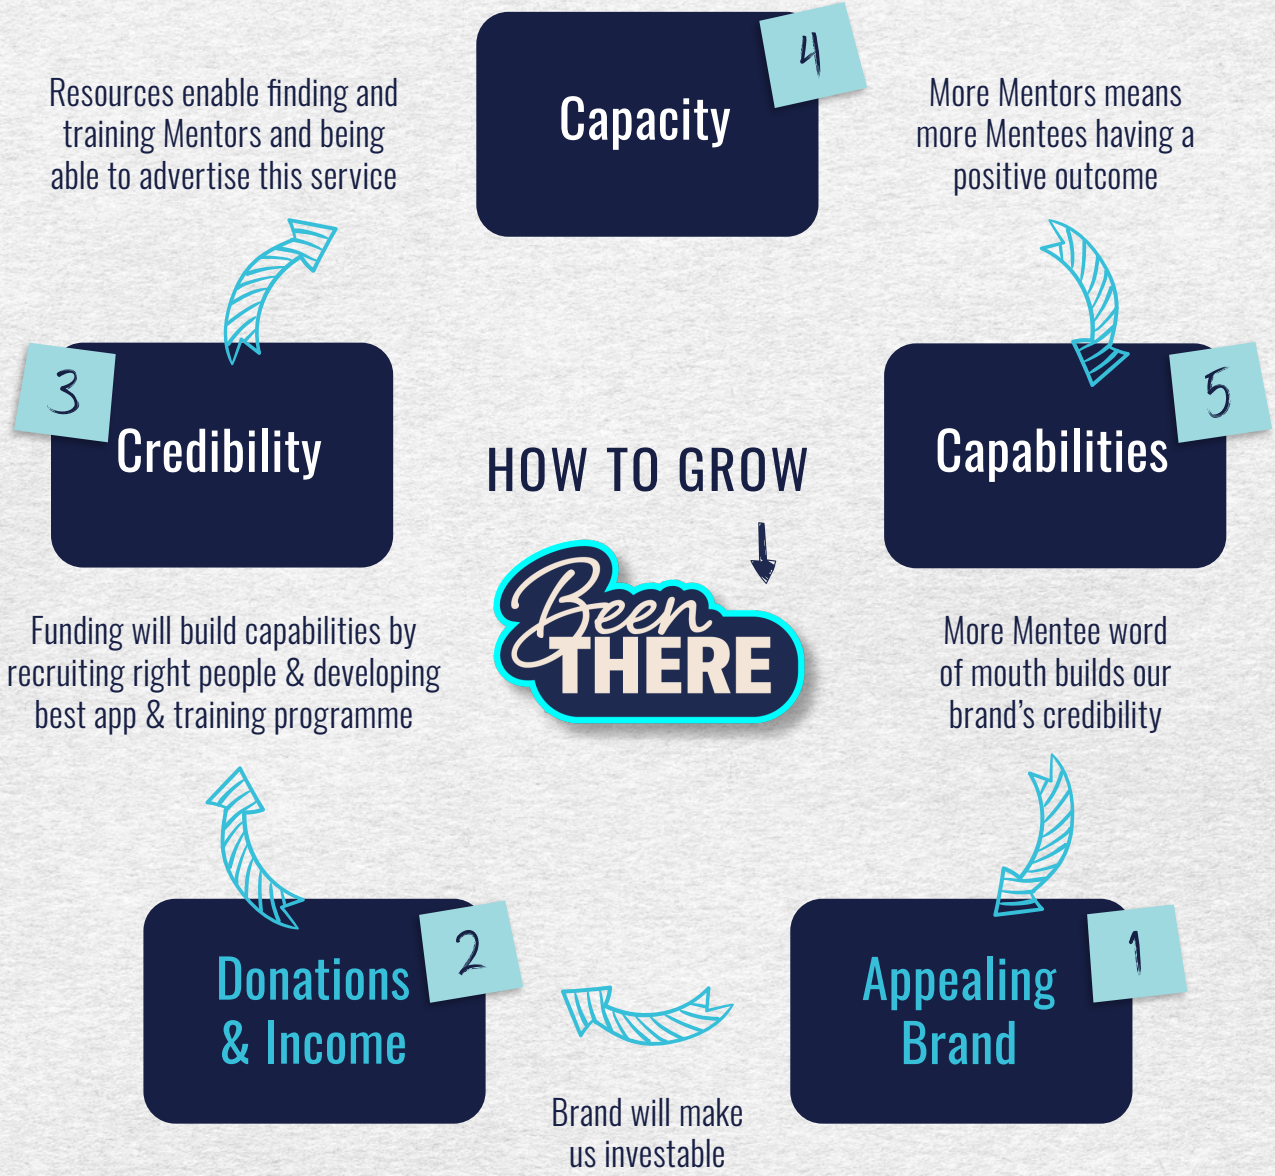 4
Capacity
Resources enable finding and
training Mentors and being
able to advertise this service
More Mentors means
more Mentees having a
positive outcome
3
Credibility
HOW TO GROW
Been
THERE
5
Capabilities
Funding will build capabilities by
recruiting right people & developing
best app & training programme
More Mentee word
of mouth builds our
brand’s credibility
2
Donations
& Income
1
Appealing
Brand
Brand will make
us investable